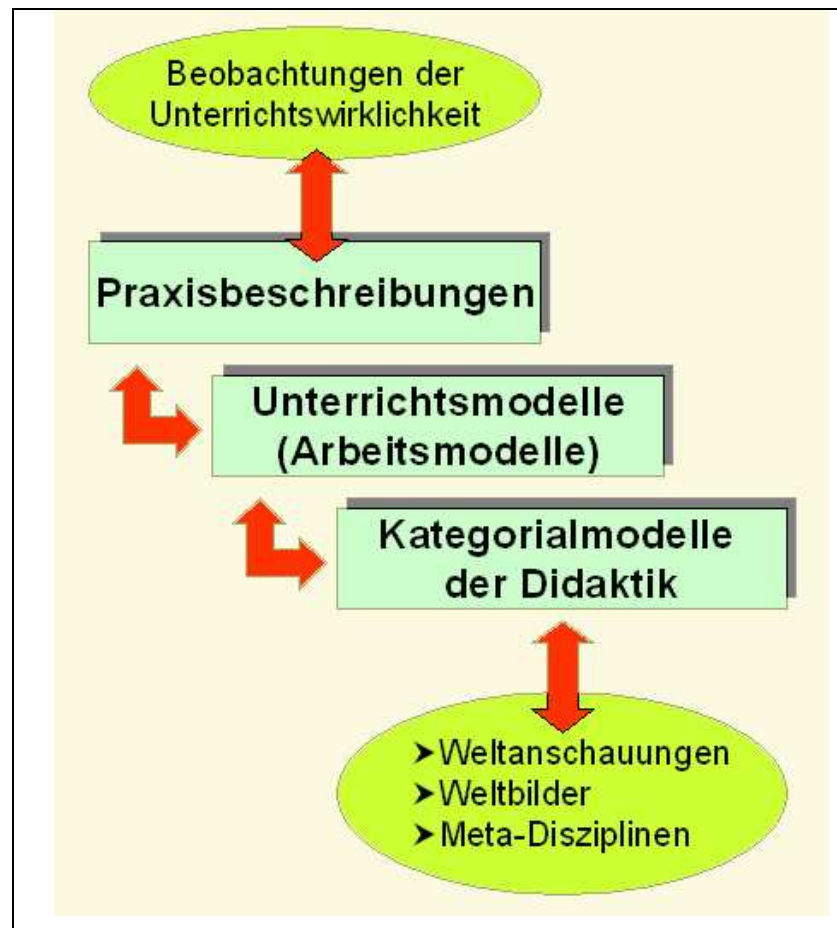 Beobachtungen der
Unterrichtswirklichkeit
Praxisbeschreibungen
Unterrichtsmodelle
(Arbeitsmodelle)
Kategorialmodelle
der Didaktik
➤Weltanschauungen
➤Weltbilder
➤Meta-Disziplinen